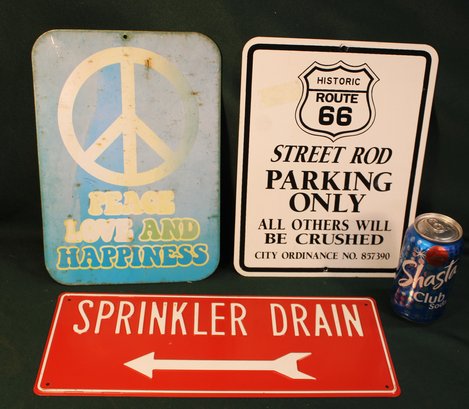 PEACE
LOVE AND
HAPPINESS
HISTORIC
ROUTE
66
STREET ROD
PARKING
ONLY
ALL OTHERS WILL
BE CRUSHED
CITY ORDINANCE NO. 857390
Shasta
Club
Soda
SPRINKLER DRAIN